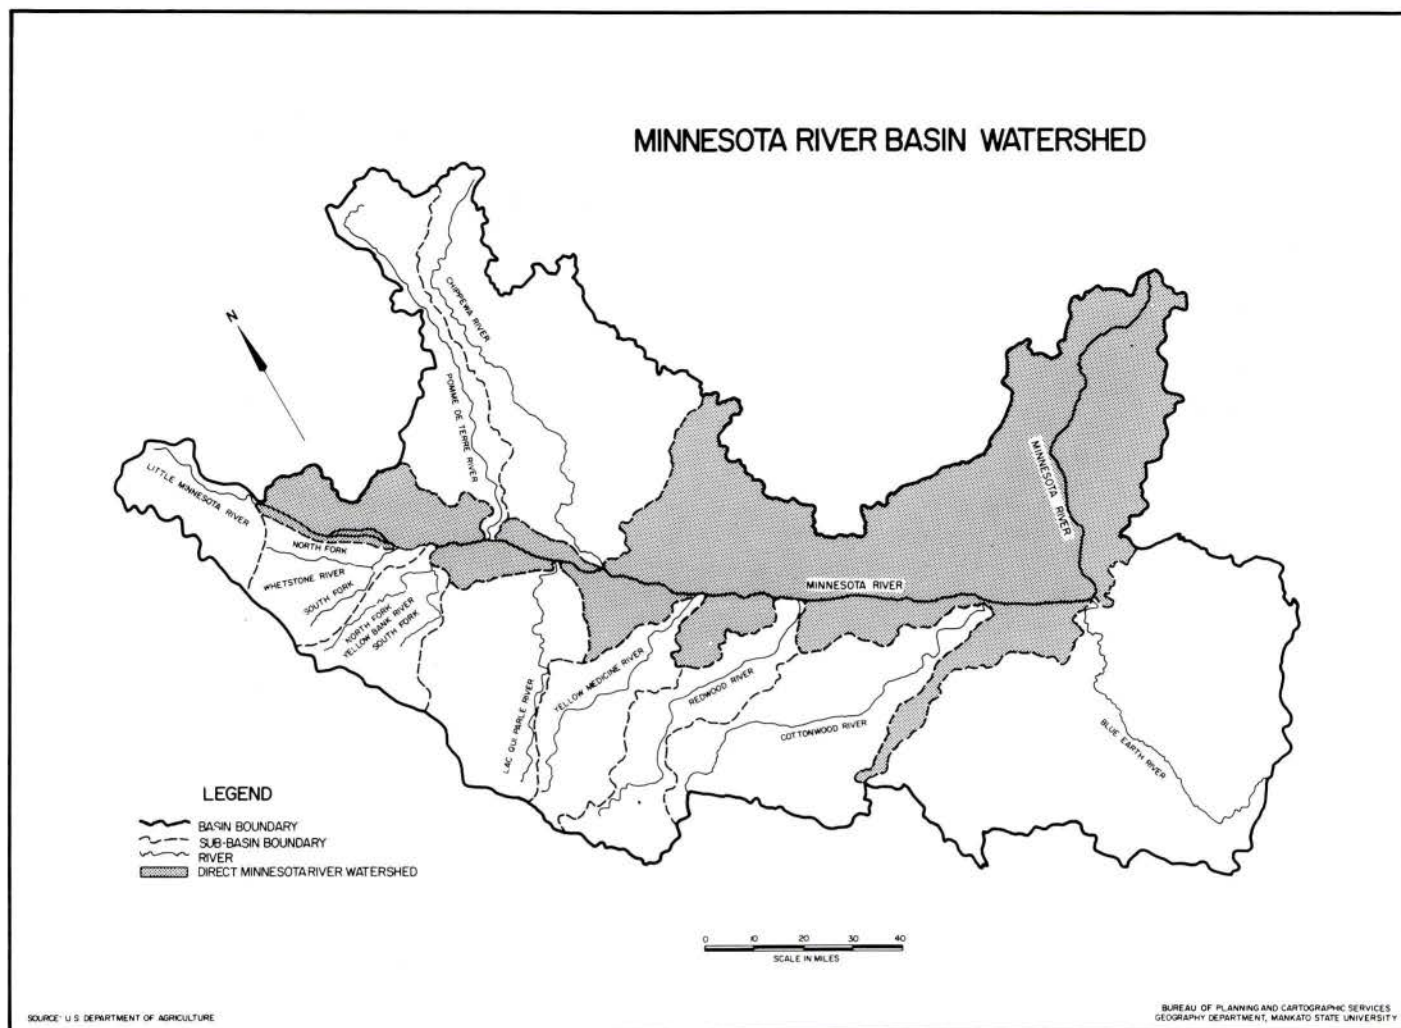 MINNESOTA RIVER BASIN WATERSHED
N
CHIPPEWA RIVER
POMME DE TERRE RIVER
LITTLE MINNESOTA RIVER
MINNESOTA RIVER
NORTH FORK
WHETSTONE RIVER
SOUTH FORK
NORTH FORK
YELLOW BANK RIVER
SOUTH FORK
MINNESOTA RIVER
LAC QUI PARLE RIVER
YELLOW MEDICINE RIVER
REDWOOD RIVER
COTTONWOOD RIVER
BLUE EARTH RIVER
LEGEND
BASIN BOUNDARY
SUB-BASIN BOUNDARY
RIVER
DIRECT MINNESOTA RIVER WATERSHED
0 10 20 30 40
SCALE IN MILES
SOURCE: U S DEPARTMENT OF AGRICULTURE
BUREAU OF PLANNING AND CARTOGRAPHIC SERVICES
GEOGRAPHY DEPARTMENT, MANKATO STATE UNIVERSITY